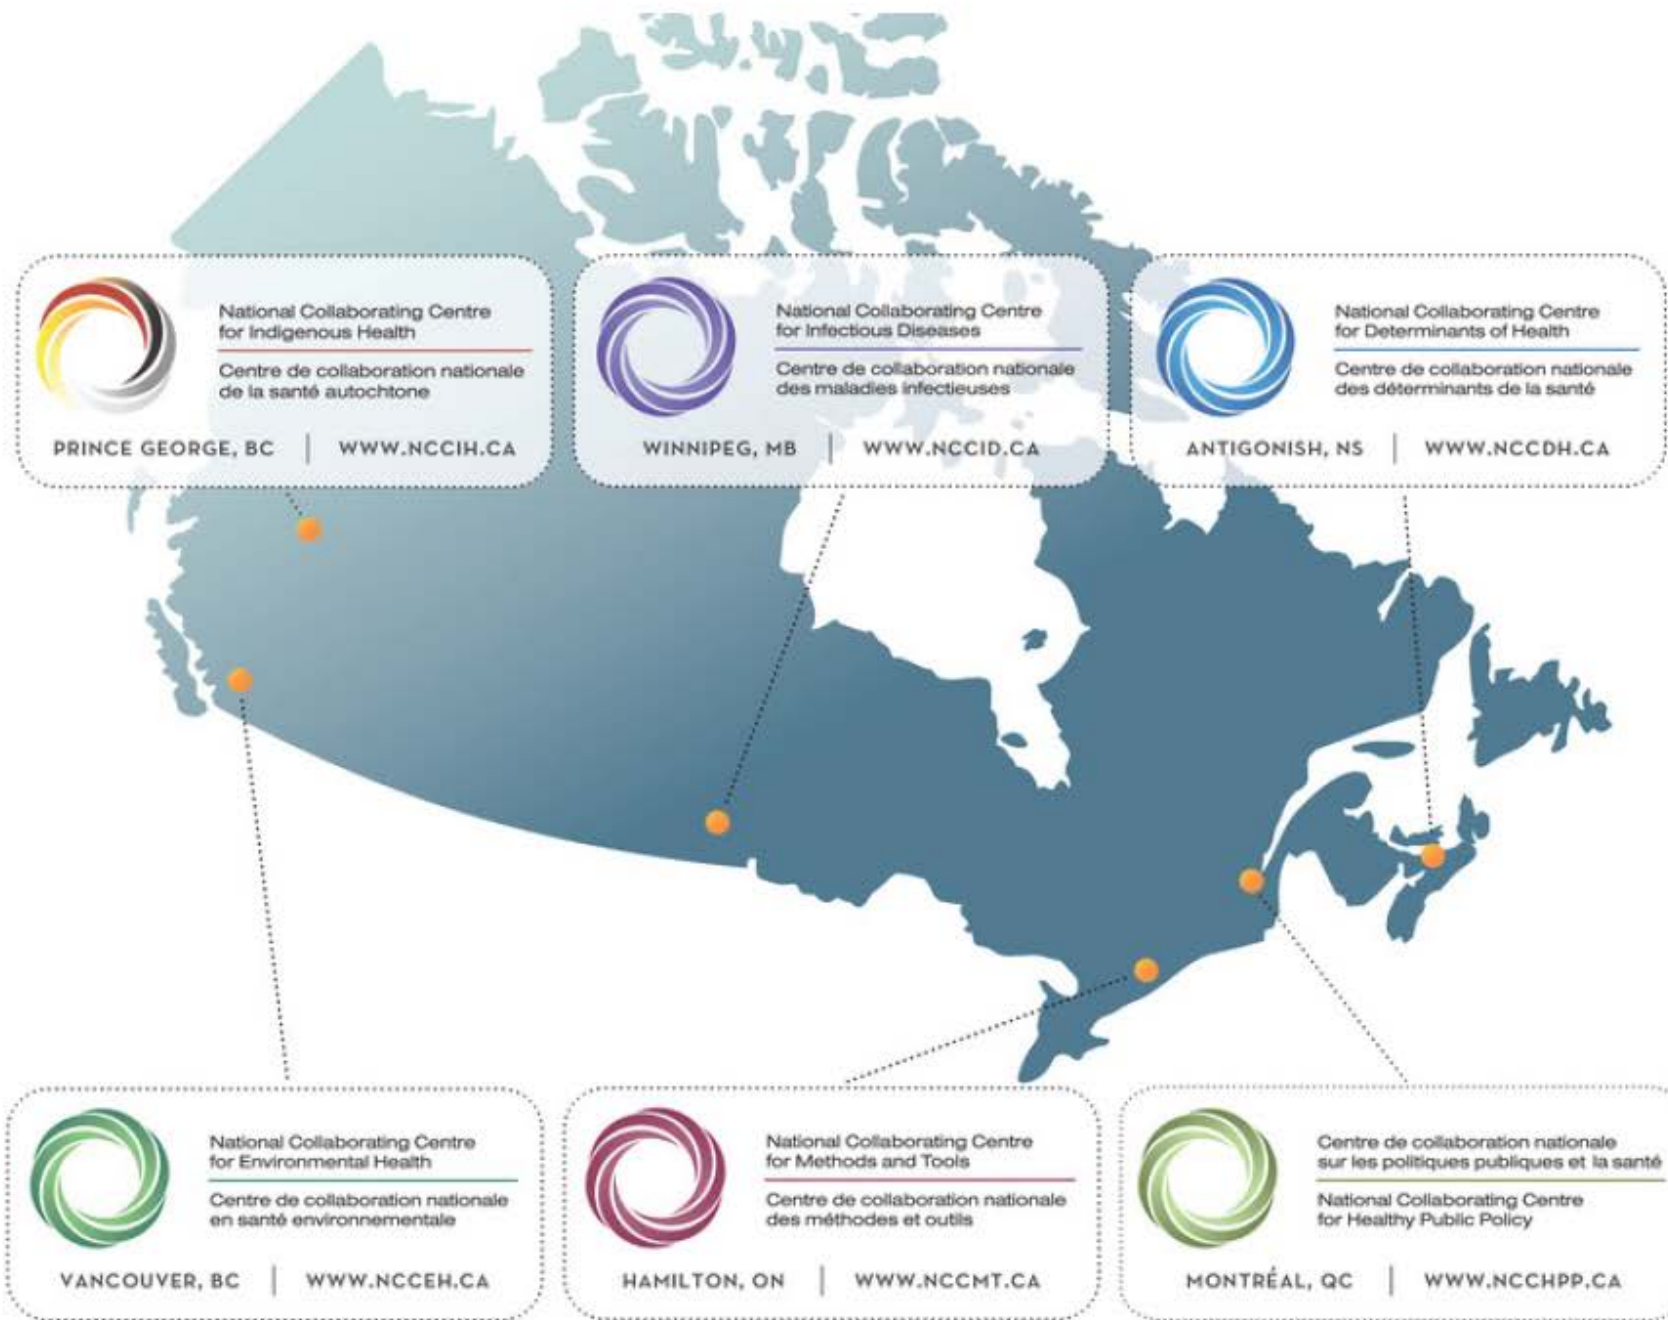 National Collaborating Centre
for Indigenous Health
Centre de collaboration nationale
de la santé autochtone
PRINCE GEORGE, BC | WWW.NCCIH.CA
National Collaborating Centre
for Infectious Diseases
Centre de collaboration nationale
des maladies infectieuses
WINNIPEG, MB | WWW.NCCID.CA
National Collaborating Centre
for Determinants of Health
Centre de collaboration nationale
des déterminants de la santé
ANTIGONISH, NS | WWW.NCCDH.CA
National Collaborating Centre
for Environmental Health
Centre de collaboration nationale
en santé environnementale
VANCOUVER, BC | WWW.NCCEH.CA
National Collaborating Centre
for Methods and Tools
Centre de collaboration nationale
des méthodes et outils
HAMILTON, ON | WWW.NCCMT.CA
Centre de collaboration nationale
sur les politiques publiques et la santé
National Collaborating Centre
for Healthy Public Policy
MONTRÉAL, QC | WWW.NCCHPP.CA